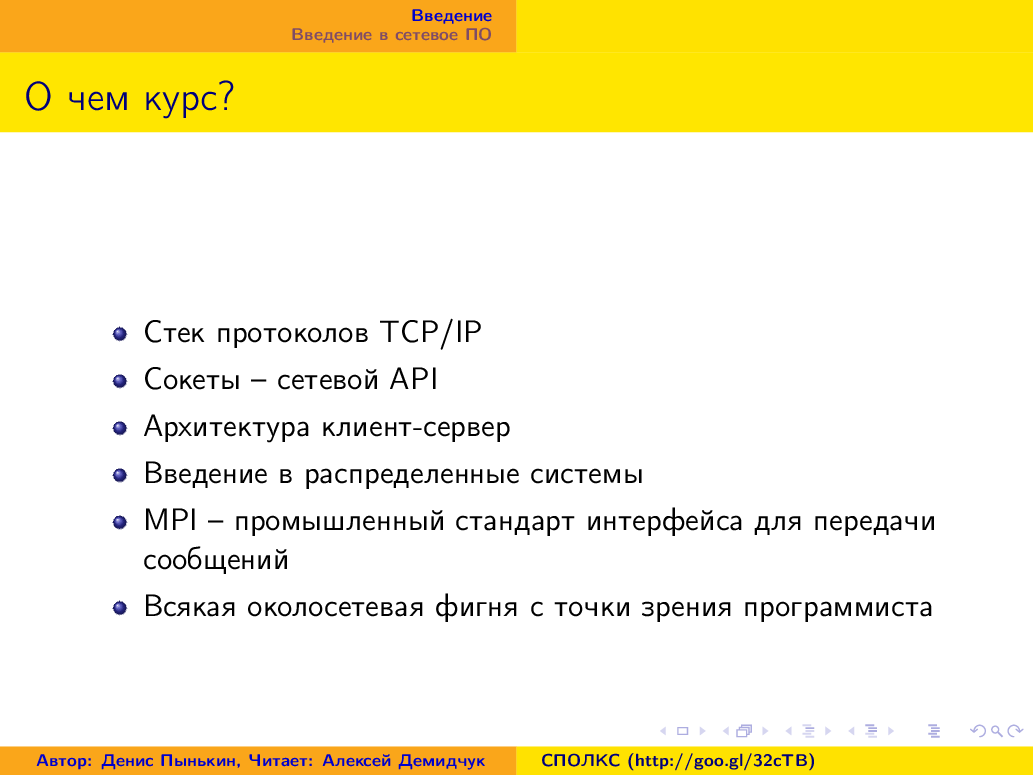 Введение
Введение в сетевое ПО
О чем курс?
Стек протоколов TCP/IP
Сокеты – сетевой API
Архитектура клиент-сервер
Введение в распределенные системы
MPI – промышленный стандарт интерфейса для передачи
сообщений
Всякая околосетевая фигня с точки зрения программиста
Автор: Денис Пынькин, Читает: Алексей Демидчук
СПОЛКС (http://goo.gl/32cTB)